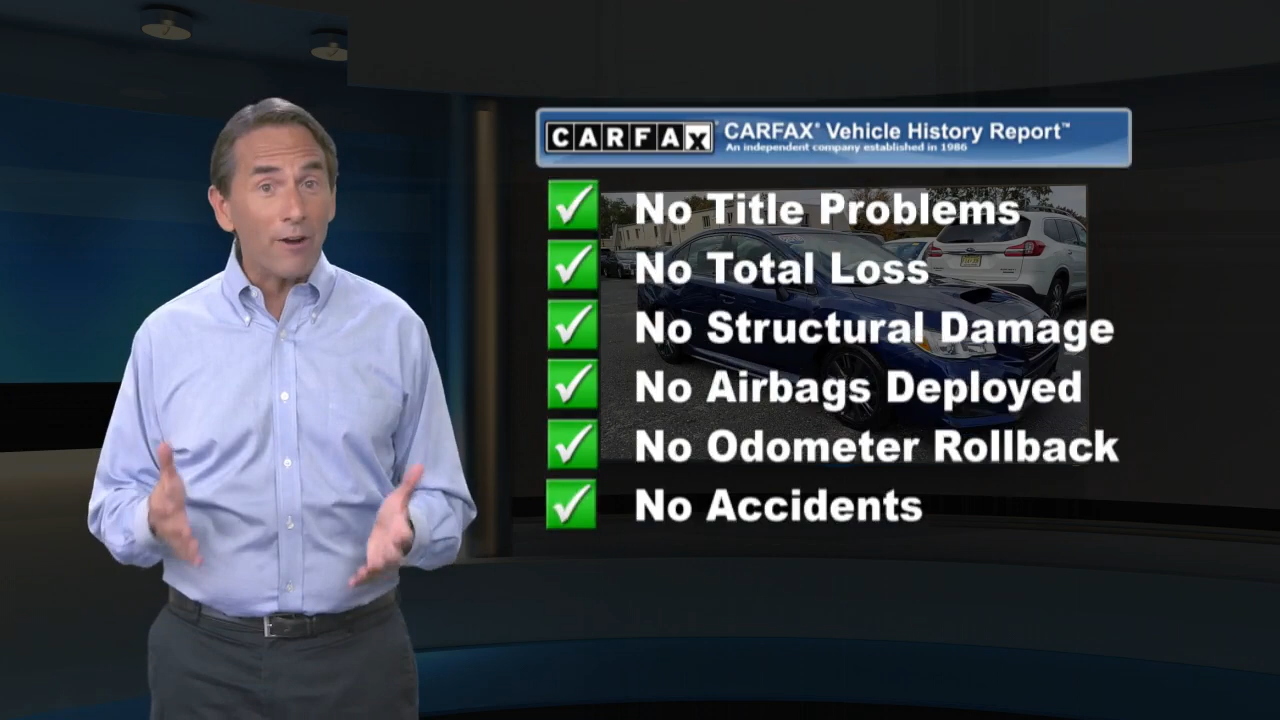 CARFAX
CARFAX® Vehicle History Report™
An independent company established in 1986
No Title Problems
No Total Loss
No Structural Damage
No Airbags Deployed
No Odometer Rollback
No Accidents